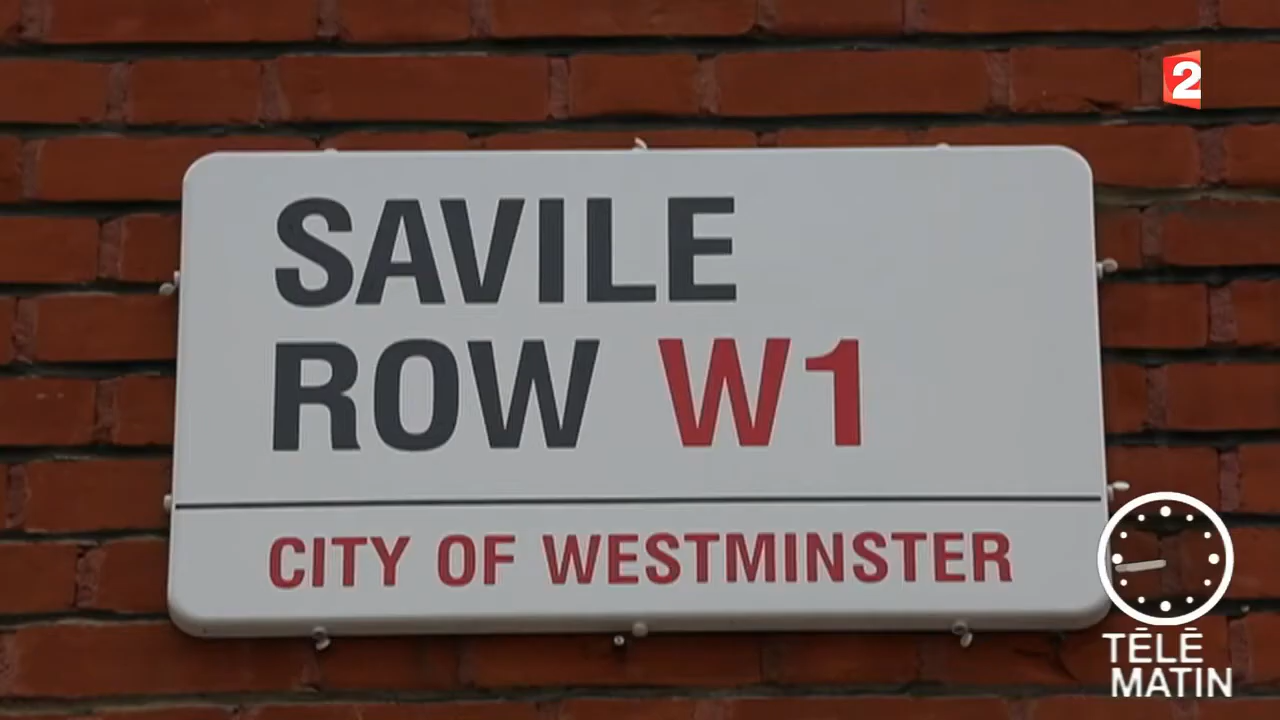 2
SAVILE
ROW W1
CITY OF WESTMINSTER
TÉLÉ
MATIN